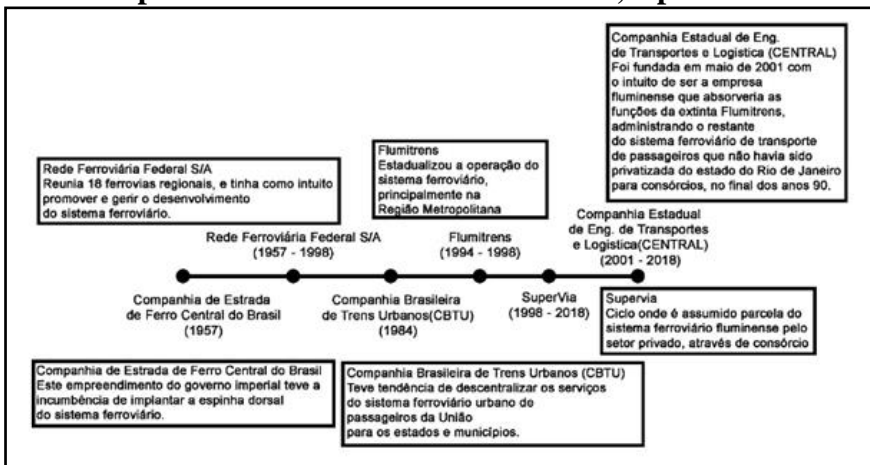 Companhia Estadual de Eng.
de Transportes e Logistica (CENTRAL)
Foi fundada em maio de 2001 com
o intuito de ser a empresa
fluminense que absorveria as
funções da extinta Flumitrens,
administrando o restante
do sistema ferroviário de transporte
de passageiros que não havia sido
privatizada do estado do Rio de Janeiro
para consórcios, no final dos anos 90.
Flumitrens
Estadualizou a operação do
sistema ferroviário,
principalmente na
Região Metropolitana
Rede Ferroviária Federal S/A
Reunia 18 ferrovias regionais, e tinha como intuito
promover e gerir o desenvolvimento
do sistema ferroviário.
Rede Ferroviária Federal S/A
(1957 - 1998)
Flumitrens
(1994 - 1998)
Companhia Estadual
de Eng. de Transportes
e Logistica(CENTRAL)
(2001 - 2018)
Companhia de Estrada
de Ferro Central do Brasil
(1957)
Companhia Brasileira
de Trens Urbanos(CBTU)
(1984)
SuperVia
(1998 - 2018)
Supervia
Ciclo onde é assumido parcela do
sistema ferroviário fluminense pelo
setor privado, através de consórcio
Companhia de Estrada de Ferro Central do Brasil
Este empreendimento do governo imperial teve a
incumbência de implantar a espinha dorsal
do sistema ferroviário.
Companhia Brasileira de Trens Urbanos (CBTU)
Teve tendência de descentralizar os serviços
do sistema ferroviário urbano de
passageiros da União
para os estados e municípios.